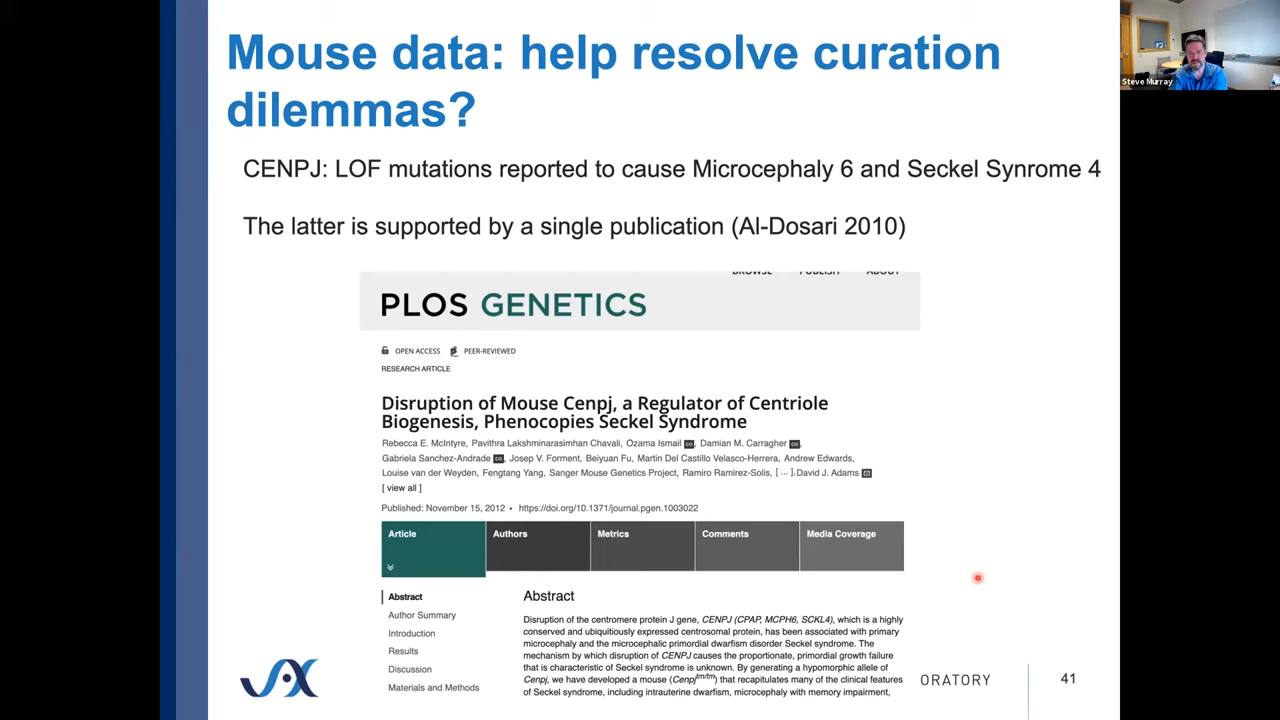 Mouse data: help resolve curation
dilemmas?
Steve Murray
CENPJ: LOF mutations reported to cause Microcephaly 6 and Seckel Synrome 4
The latter is supported by a single publication (Al-Dosari 2010)
BROWSE PUBLISH ABOUT
PLOS GENETICS
OPEN ACCESS PEER-REVIEWED
RESEARCH ARTICLE
Disruption of Mouse Cenpj, a Regulator of Centriole
Biogenesis, Phenocopies Seckel Syndrome
Rebecca E. McIntyre, Pavithra Lakshminarasimhan Chavali, Ozama Ismail, Damian M. Carragher,
Gabriela Sanchez-Andrade, Josep V. Forment, Beiyuan Fu, Martin Del Castillo Velasco-Herrera, Andrew Edwards,
Louise van der Weyden, Fengtang Yang, Sanger Mouse Genetics Project, Ramiro Ramirez-Solis, [ ... ], David J. Adams
[ view all ]
Published: November 15, 2012 • https://doi.org/10.1371/journal.pgen.1003022
Article Authors Metrics Comments Media Coverage
Abstract
Author Summary
Introduction
Results
Discussion
Materials and Methods
Abstract
Disruption of the centromere protein J gene, CENPJ (CPAP, MCPH6, SCKL4), which is a highly
conserved and ubiquitiously expressed centrosomal protein, has been associated with primary
microcephaly and the microcephalic primordial dwarfism disorder Seckel syndrome. The
mechanism by which disruption of CENPJ causes the proportionate, primordial growth failure
that is characteristic of Seckel syndrome is unknown. By generating a hypomorphic allele of
Cenpj, we have developed a mouse (Cenpjtm/tm) that recapitulates many of the clinical features
of Seckel syndrome, including intrauterine dwarfism, microcephaly with memory impairment,
JAX
ORATORY
41